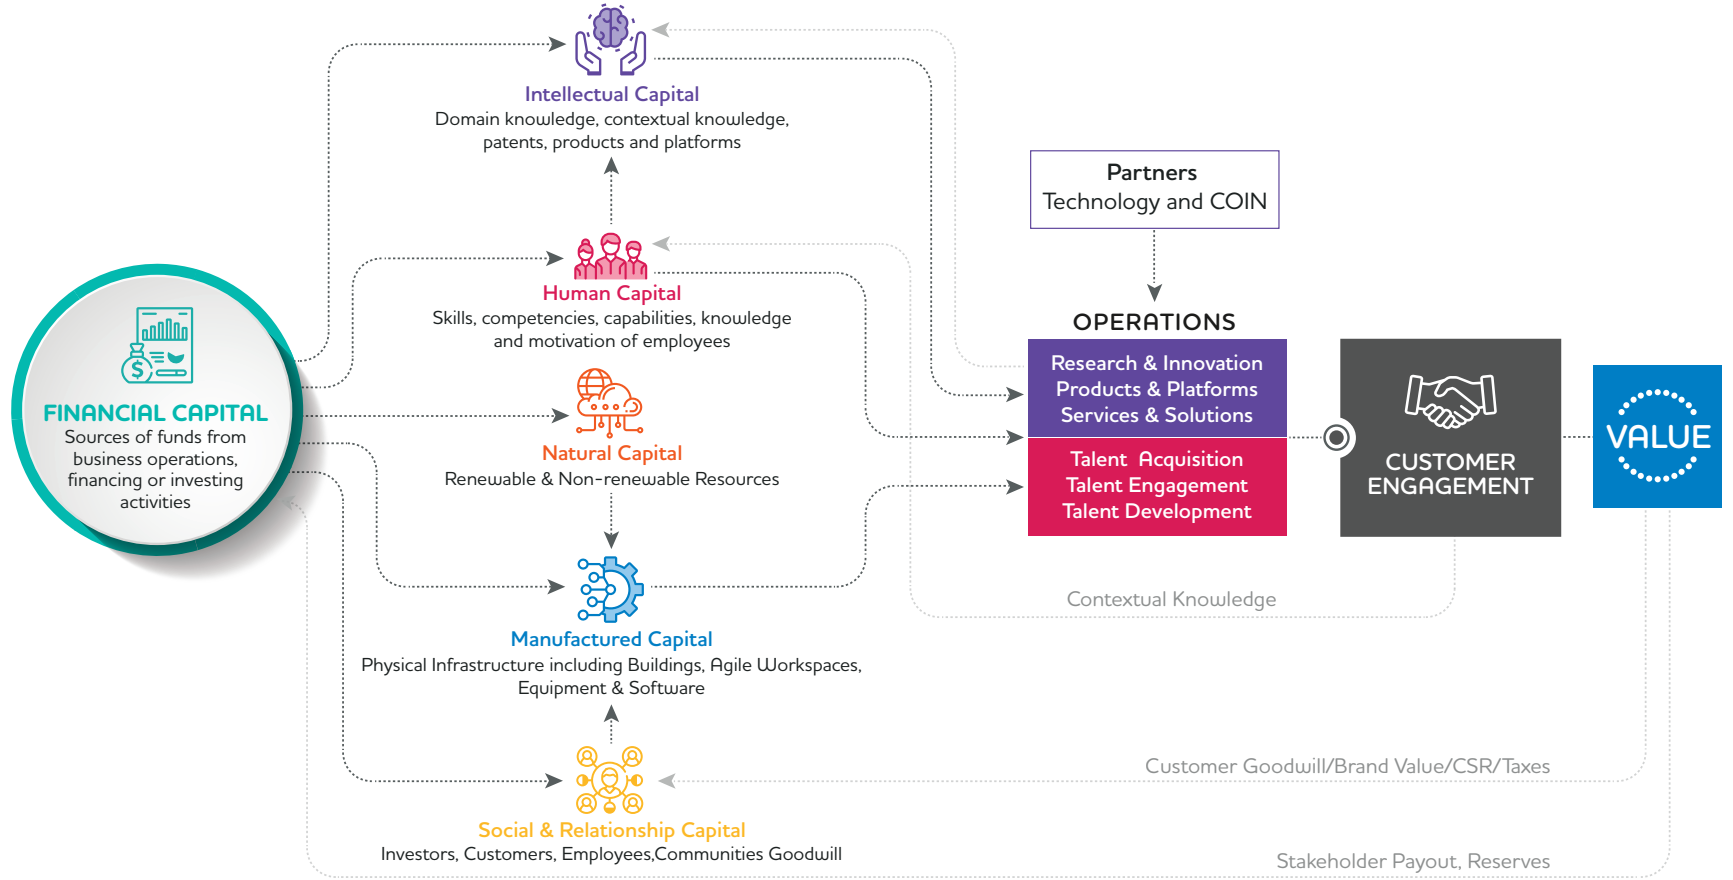 Intellectual Capital
Domain knowledge, contextual knowledge,
patents, products and platforms
Partners
Technology and COIN
Human Capital
Skills, competencies, capabilities, knowledge
and motivation of employees
$
FINANCIAL CAPITAL
Sources of funds from
business operations,
financing or investing
activities
Natural Capital
Renewable & Non-renewable Resources
OPERATIONS
Research & Innovation
Products & Platforms
Services & Solutions
Talent Acquisition
Talent Engagement
Talent Development
CUSTOMER
ENGAGEMENT
VALUE
Contextual Knowledge
Manufactured Capital
Physical Infrastructure including Buildings, Agile Workspaces,
Equipment & Software
Customer Goodwill/Brand Value/CSR/Taxes
Social & Relationship Capital
Investors, Customers, Employees,Communities Goodwill
Stakeholder Payout, Reserves